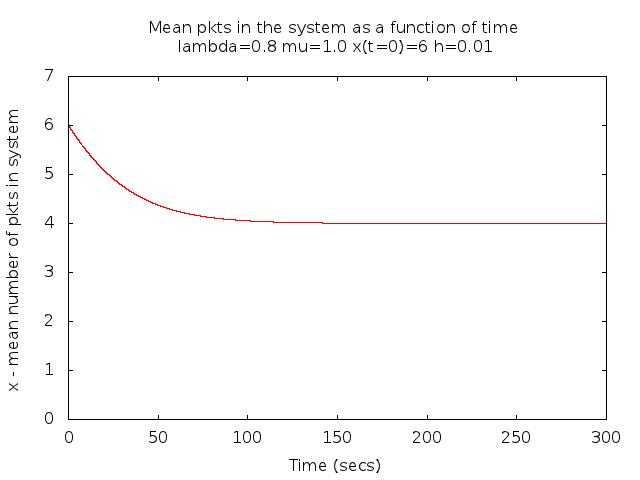 Mean pkts in the system as a function of time
lambda=0.8 mu=1.0 x(t=0)=6 h=0.01
x - mean number of pkts in system
7
6
5
4
3
2
1
0
0 50 100 150 200 250 300
Time (secs)